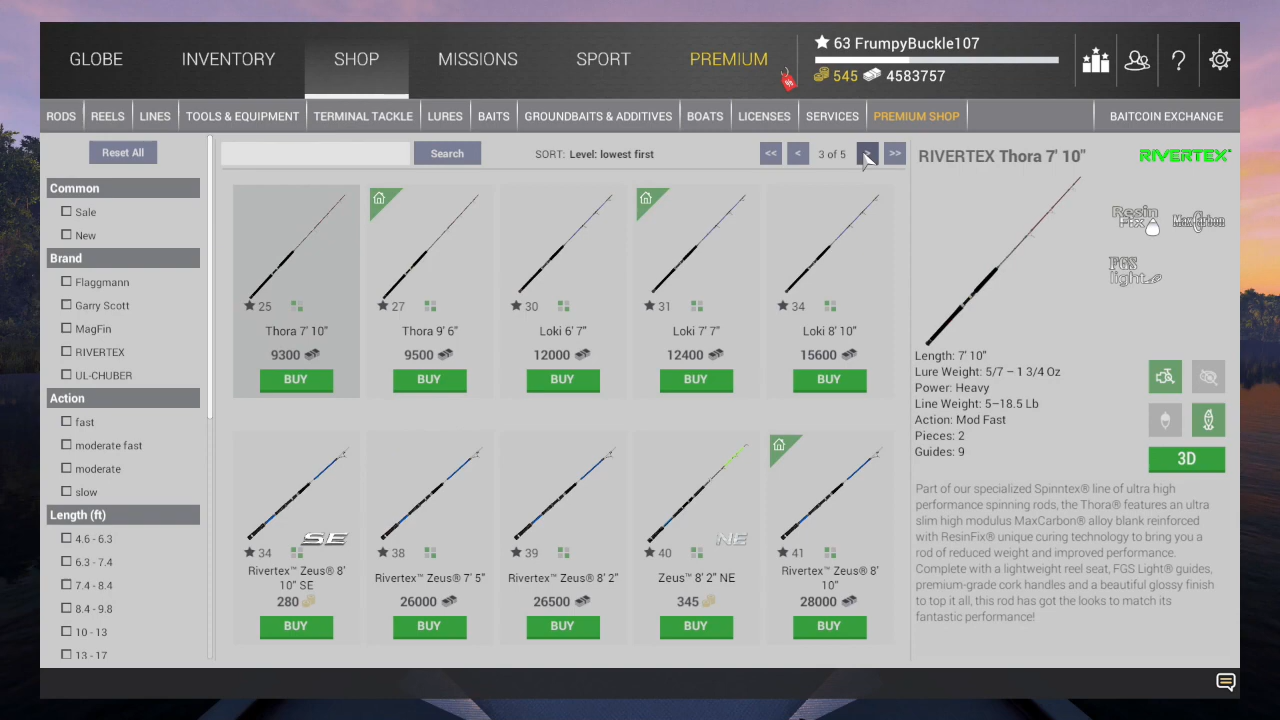 GLOBE INVENTORY SHOP MISSIONS SPORT PREMIUM
63 FrumpyBuckle107
545 4583757
RODS REELS LINES TOOLS & EQUIPMENT TERMINAL TACKLE LURES BAITS GROUNDBAITS & ADDITIVES BOATS LICENSES SERVICES PREMIUM SHOP BAITCOIN EXCHANGE
Reset All
Search
SORT: Level: lowest first
<< < 3 of 5 > >>
Common
Sale
New
Brand
Flaggmann
Garry Scott
MagFin
RIVERTEX
UL-CHUBER
Action
fast
moderate fast
moderate
slow
Length (ft)
4.6 - 6.3
6.3 - 7.4
7.4 - 8.4
8.4 - 9.8
10 - 13
13 - 17
25 27 30 31 34
Thora 7' 10" Thora 9' 6" Loki 6' 7" Loki 7' 7" Loki 8' 10"
9300 9500 12000 12400 15600
BUY BUY BUY BUY BUY
SE NE
34 38 39 40 41
Rivertex™ Zeus® 8' 10" SE
Rivertex™ Zeus® 7' 5"
Rivertex™ Zeus® 8' 2"
Zeus™ 8' 2" NE
Rivertex™ Zeus® 8' 10"
280 26000 26500 345 28000
BUY BUY BUY BUY BUY
RIVERTEX Thora 7' 10"
RIVERTEX
Resin Fix MaxCarbon
FGS light
Length: 7' 10"
Lure Weight: 5/7 – 1 3/4 Oz
Power: Heavy
Line Weight: 5–18.5 Lb
Action: Mod Fast
Pieces: 2
Guides: 9
3D
Part of our specialized Spinntex® line of ultra high
performance spinning rods, the Thora® features an ultra
slim high modulus MaxCarbon® alloy blank reinforced
with ResinFix® unique curing technology to bring you a
rod of reduced weight and improved performance.
Complete with a lightweight reel seat, FGS Light® guides,
premium-grade cork handles and a beautiful glossy finish
to top it all, this rod has got the looks to match its
fantastic performance!